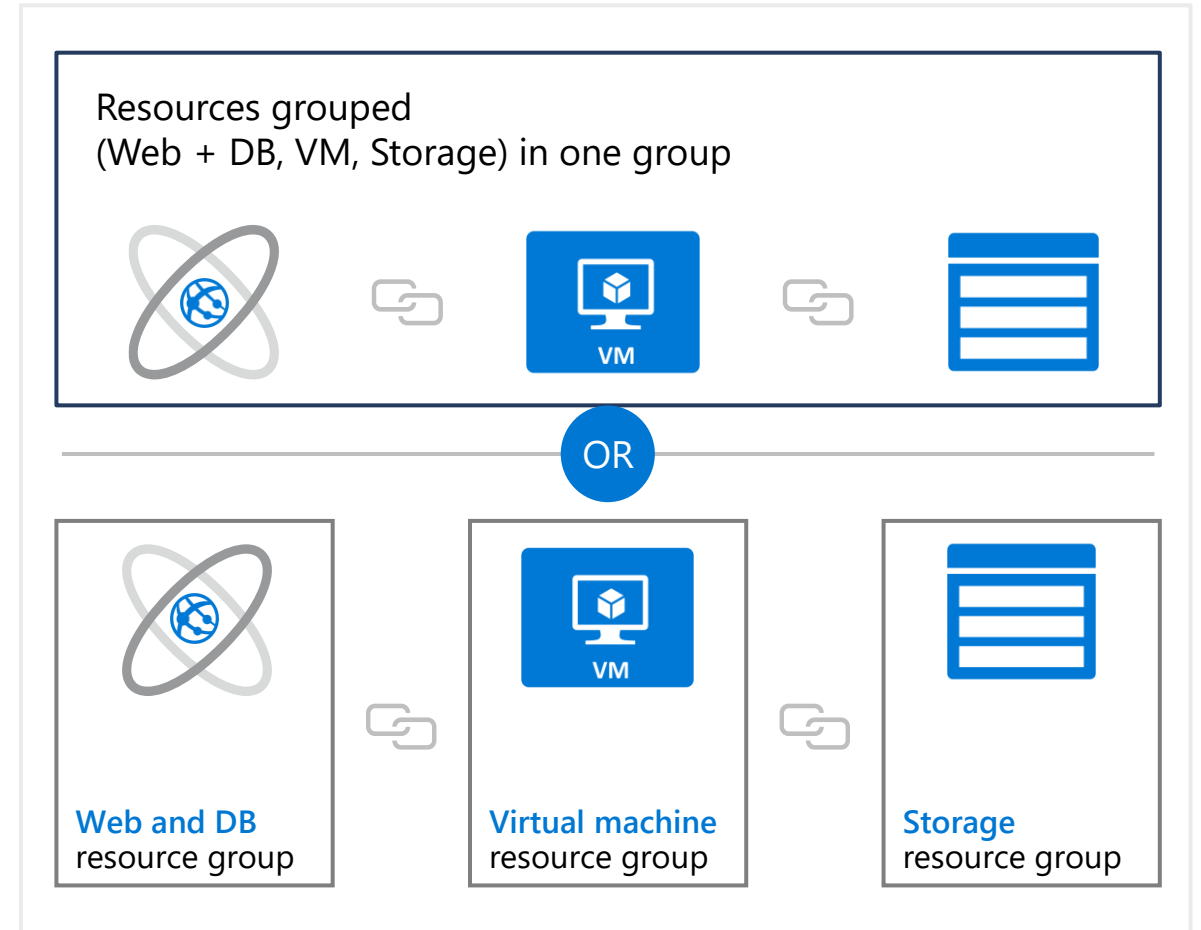 Resources grouped
(Web + DB, VM, Storage) in one group
VM
OR
VM
Web and DB
resource group
Virtual machine
resource group
Storage
resource group